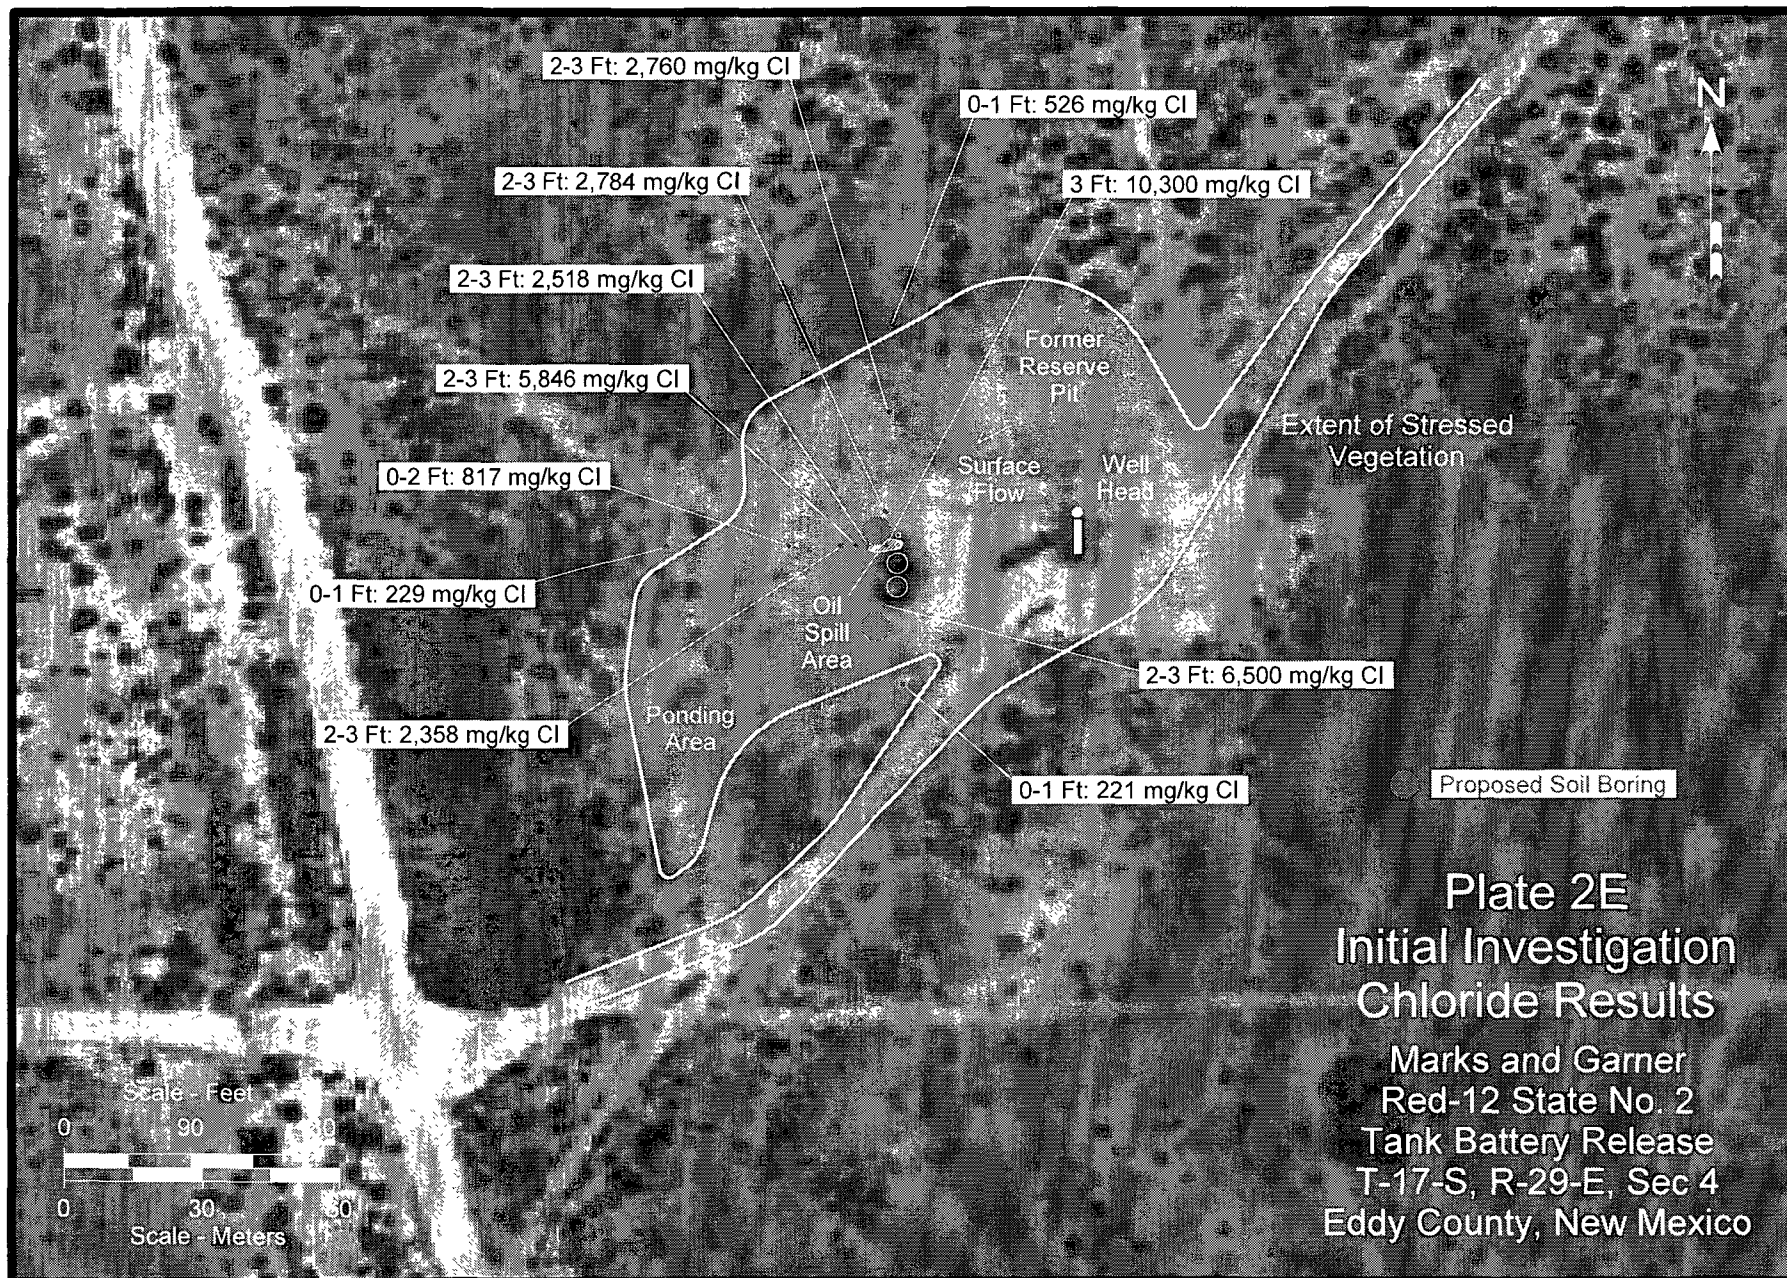 2-3 Ft: 2,760 mg/kg Cl
0-1 Ft: 526 mg/kg Cl
N
2-3 Ft: 2,784 mg/kg Cl
3 Ft: 10,300 mg/kg Cl
2-3 Ft: 2,518 mg/kg Cl
Former
Reserve
Pit
2-3 Ft: 5,846 mg/kg Cl
Extent of Stressed
Vegetation
0-2 Ft: 817 mg/kg Cl
Surface
Flow
Well
Head
0-1 Ft: 229 mg/kg Cl
Oil
Spill
Area
2-3 Ft: 6,500 mg/kg Cl
Ponding
Area
2-3 Ft: 2,358 mg/kg Cl
0-1 Ft: 221 mg/kg Cl
Proposed Soil Boring
Plate 2E
Initial Investigation
Chloride Results
Marks and Garner
Red-12 State No. 2
Tank Battery Release
T-17-S, R-29-E, Sec 4
Eddy County, New Mexico
Scale - Feet
0 90
0 30 60
Scale - Meters